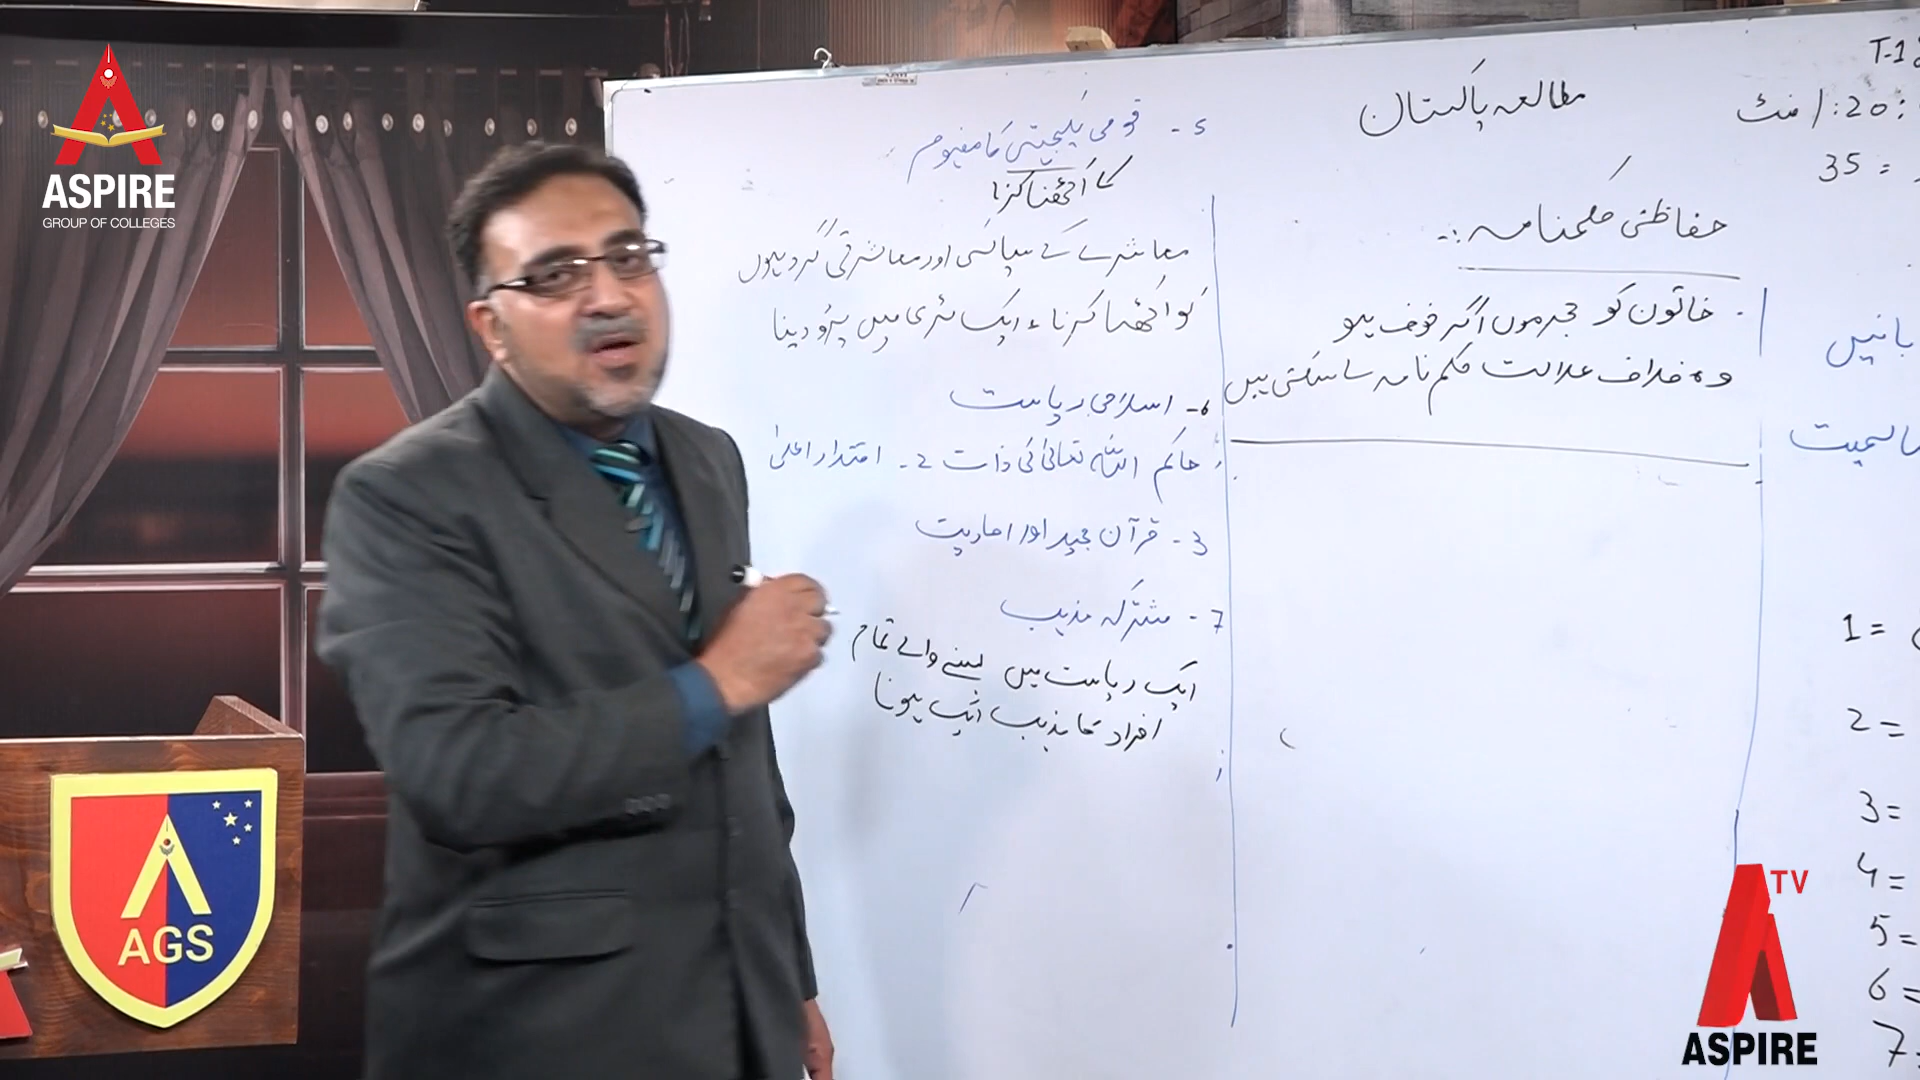 ASPIRE
GROUP OF COLLEGES
T-1
مطالعہ پاکستان
1:20 منٹ
35 =
حفاظتی حکمنامہ :-
خاتون کو مجرموں اگر خوف ہو
وہ خلاف عدالت حکم نامہ لے سکتی ہیں
5 - قومی یکجہتی کا مفہوم
کا اکٹھا کرنا
معاشرے کے سیاسی اور معاشرتی گروہوں
کو اکٹھا کرنا ، ایک لڑی میں پرو دینا
6 - اسلامی ریاست
حاکم اللہ تعالیٰ کی ذات 2 - اقتدار اعلیٰ
3 - قرآن مجید اور احادیث
7 - مشترکہ مذہب
ایک ریاست میں بسنے والے تمام
افراد کا مذہب ایک ہونا
1 =
2 =
3 =
4 =
5 =
6 =
7
AGS
TV
ASPIRE